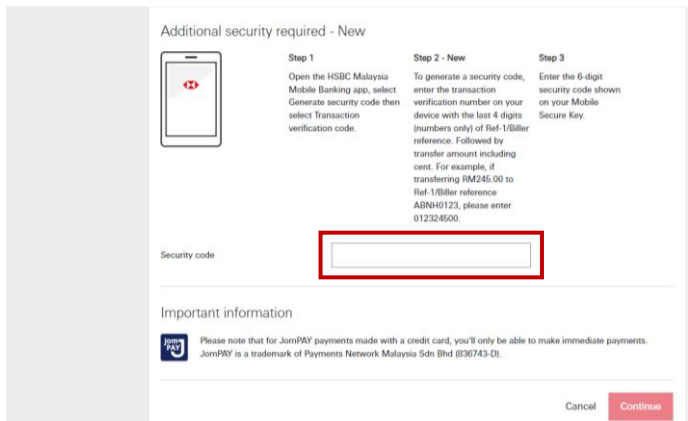 Additional security required - New
Step 1
Open the HSBC Malaysia
Mobile Banking app, select
Generate security code then
select Transaction
verification code.
Step 2 - New
To generate a security code,
enter the transaction
verification number on your
device with the last 4 digits
(numbers only) of Ref-1/Biller
reference. Followed by
transfer amount including
cent. For example, if
transferring RM245.00 to
Ref-1/Biller reference
ABNH0123, please enter
012324500.
Step 3
Enter the 6-digit
security code shown
on your Mobile
Secure Key.
Security code
Important information
Jom
PAY
Please note that for JomPAY payments made with a credit card, you'll only be able to make immediate payments.
JomPAY is a trademark of Payments Network Malaysia Sdn Bhd (836743-D).
Cancel
Continue